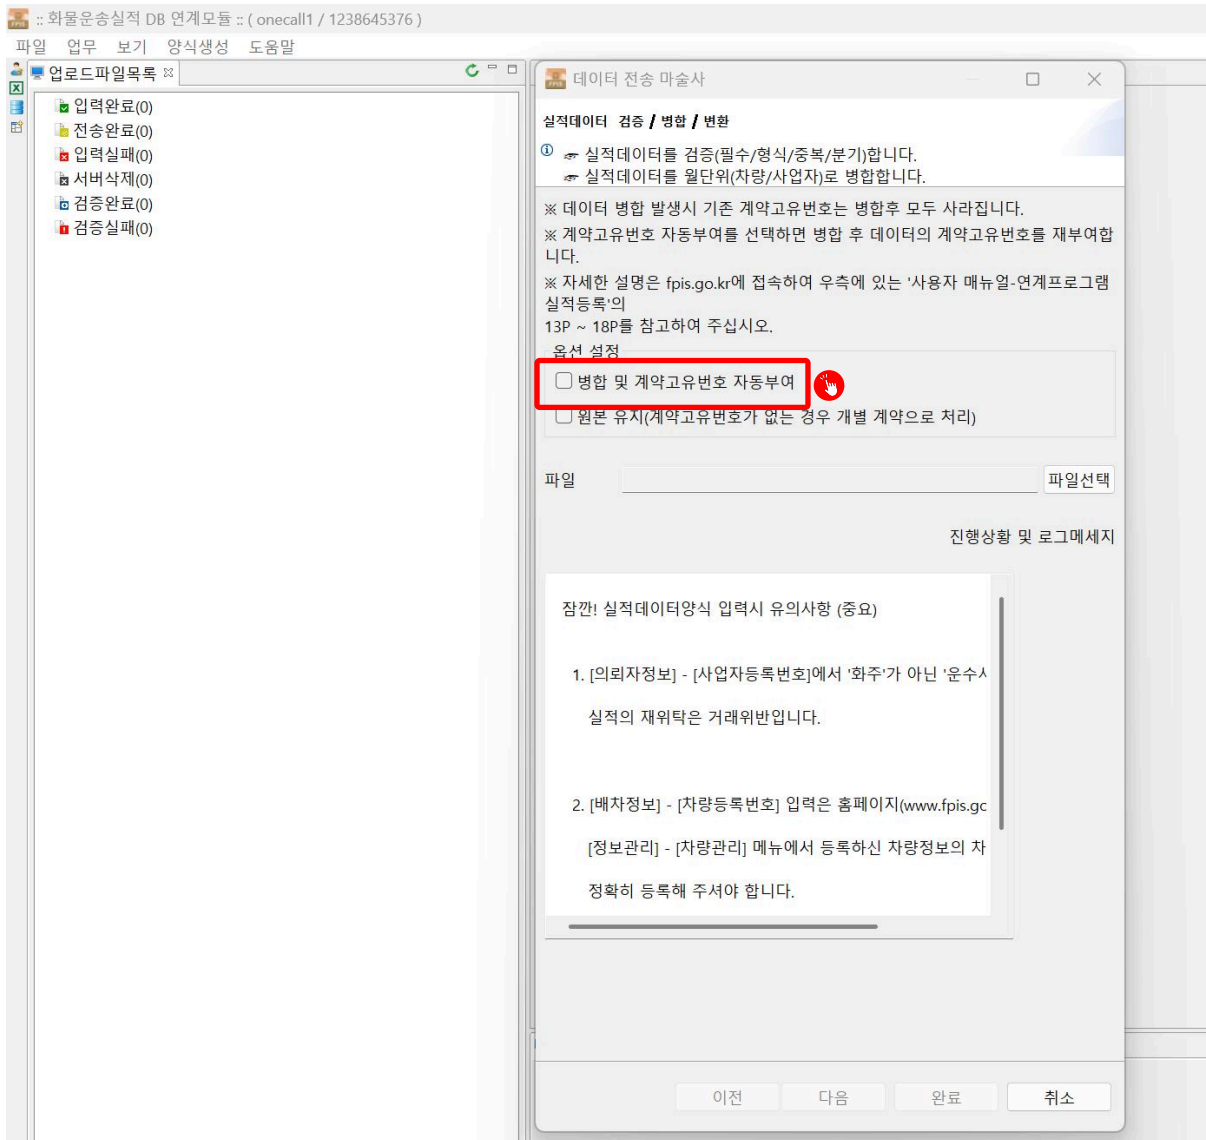 :: 화물운송실적 DB 연계모듈 :: ( onecall1 / 1238645376 )
파일 업무 보기 양식생성 도움말
업로드파일목록
입력완료(0)
전송완료(0)
입력실패(0)
서버삭제(0)
검증완료(0)
검증실패(0)
데이터 전송 마술사
실적데이터 검증 / 병합 / 변환
☞ 실적데이터를 검증(필수/형식/중복/분기)합니다.
☞ 실적데이터를 월단위(차량/사업자)로 병합합니다.
※ 데이터 병합 발생시 기존 계약고유번호는 병합후 모두 사라집니다.
※ 계약고유번호 자동부여를 선택하면 병합 후 데이터의 계약고유번호를 재부여합
니다.
※ 자세한 설명은 fpis.go.kr에 접속하여 우측에 있는 '사용자 매뉴얼-연계프로그램
실적등록'의
13P ~ 18P를 참고하여 주십시오.
옵션 설정
병합 및 계약고유번호 자동부여
원본 유지(계약고유번호가 없는 경우 개별 계약으로 처리)
파일
파일선택
진행상황 및 로그메세지
잠깐! 실적데이터양식 입력시 유의사항 (중요)
1. [의뢰자정보] - [사업자등록번호]에서 '화주'가 아닌 '운수사
실적의 재위탁은 거래위반입니다.
2. [배차정보] - [차량등록번호] 입력은 홈페이지(www.fpis.go
[정보관리] - [차량관리] 메뉴에서 등록하신 차량정보의 차
정확히 등록해 주셔야 합니다.
이전 다음 완료 취소